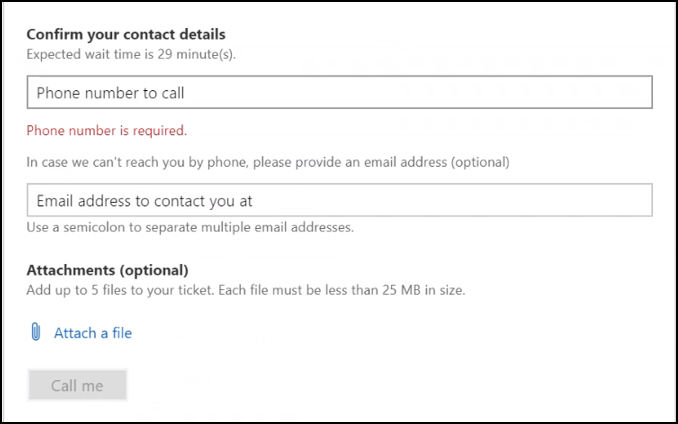 Confirm your contact details
Expected wait time is 29 minute(s).
Phone number to call
Phone number is required.
In case we can't reach you by phone, please provide an email address (optional)
Email address to contact you at
Use a semicolon to separate multiple email addresses.
Attachments (optional)
Add up to 5 files to your ticket. Each file must be less than 25 MB in size.
Attach a file
Call me